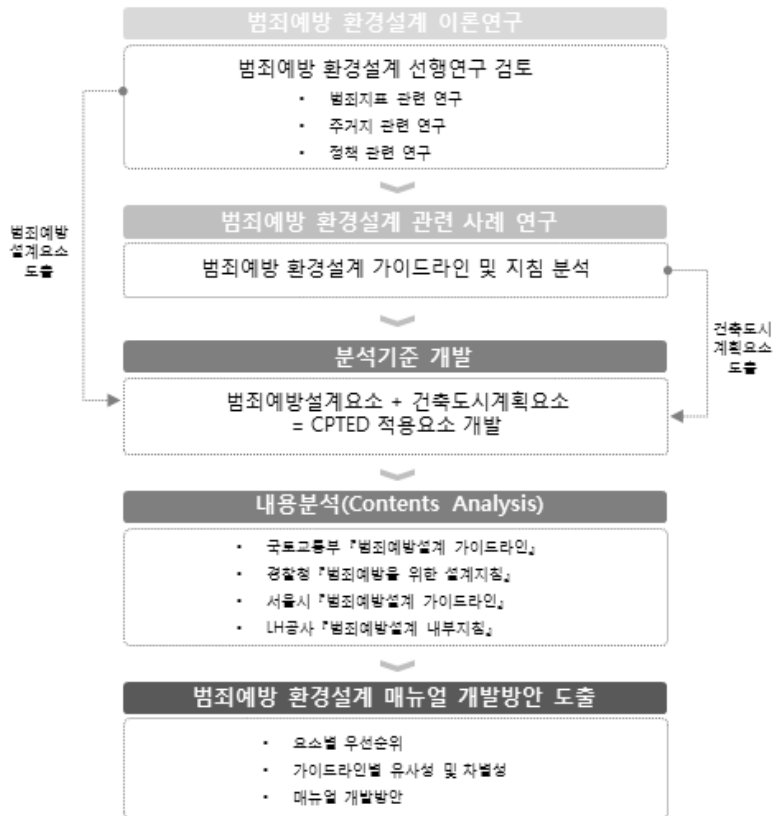 범죄예방 환경설계 이론연구
범죄예방 환경설계 선행연구 검토
▪ 범죄지표 관련 연구
▪ 주거지 관련 연구
▪ 정책 관련 연구
범죄예방
설계요소
도출
범죄예방 환경설계 관련 사례 연구
범죄예방 환경설계 가이드라인 및 지침 분석
건축도시
계획요소
도출
분석기준 개발
범죄예방설계요소 + 건축도시계획요소
= CPTED 적용요소 개발
내용분석(Contents Analysis)
▪ 국토교통부『범죄예방설계 가이드라인』
▪ 경찰청『범죄예방을 위한 설계지침』
▪ 서울시『범죄예방설계 가이드라인』
▪ LH공사『범죄예방설계 내부지침』
범죄예방 환경설계 매뉴얼 개발방안 도출
▪ 요소별 우선순위
▪ 가이드라인별 유사성 및 차별성
▪ 매뉴얼 개발방안